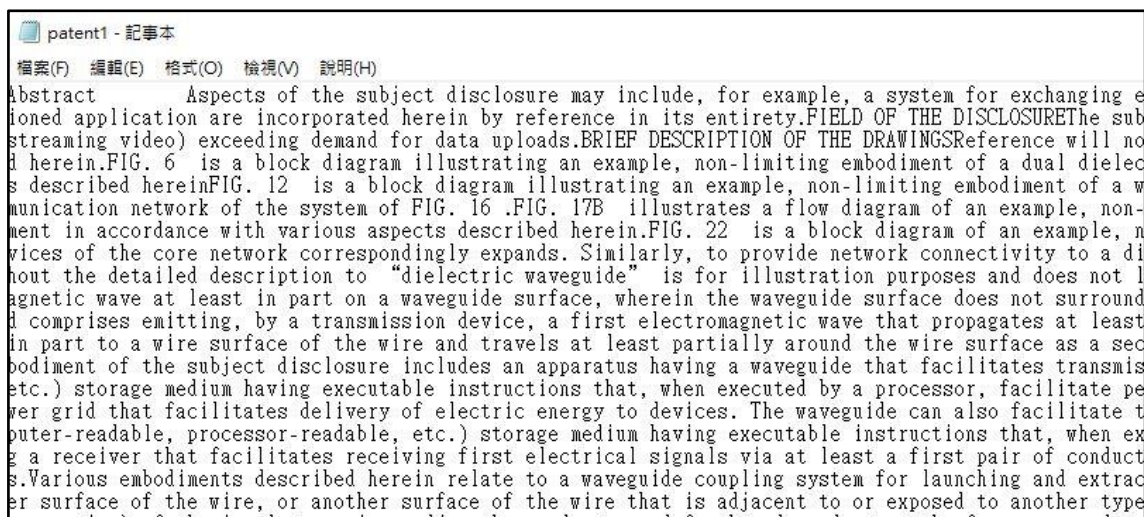 patent1 - 記事本
檔案(F) 編輯(E) 格式(O) 檢視(V) 說明(H)
Abstract Aspects of the subject disclosure may include, for example, a system for exchanging e
ioned application are incorporated herein by reference in its entirety.FIELD OF THE DISCLOSUREThe sub
streaming video) exceeding demand for data uploads.BRIEF DESCRIPTION OF THE DRAWINGSReference will no
d herein.FIG. 6 is a block diagram illustrating an example, non-limiting embodiment of a dual dielec
s described hereinFIG. 12 is a block diagram illustrating an example, non-limiting embodiment of a w
munication network of the system of FIG. 16 .FIG. 17B illustrates a flow diagram of an example, non-
ment in accordance with various aspects described herein.FIG. 22 is a block diagram of an example, n
vices of the core network correspondingly expands. Similarly, to provide network connectivity to a di
hout the detailed description to “dielectric waveguide” is for illustration purposes and does not l
agnetic wave at least in part on a waveguide surface, wherein the waveguide surface does not surround
d comprises emitting, by a transmission device, a first electromagnetic wave that propagates at least
in part to a wire surface of the wire and travels at least partially around the wire surface as a sec
bodiment of the subject disclosure includes an apparatus having a waveguide that facilitates transmis
etc.) storage medium having executable instructions that, when executed by a processor, facilitate pe
wer grid that facilitates delivery of electric energy to devices. The waveguide can also facilitate t
puter-readable, processor-readable, etc.) storage medium having executable instructions that, when ex
g a receiver that facilitates receiving first electrical signals via at least a first pair of conduct
s.Various embodiments described herein relate to a waveguide coupling system for launching and extrac
er surface of the wire, or another surface of the wire that is adjacent to or exposed to another type